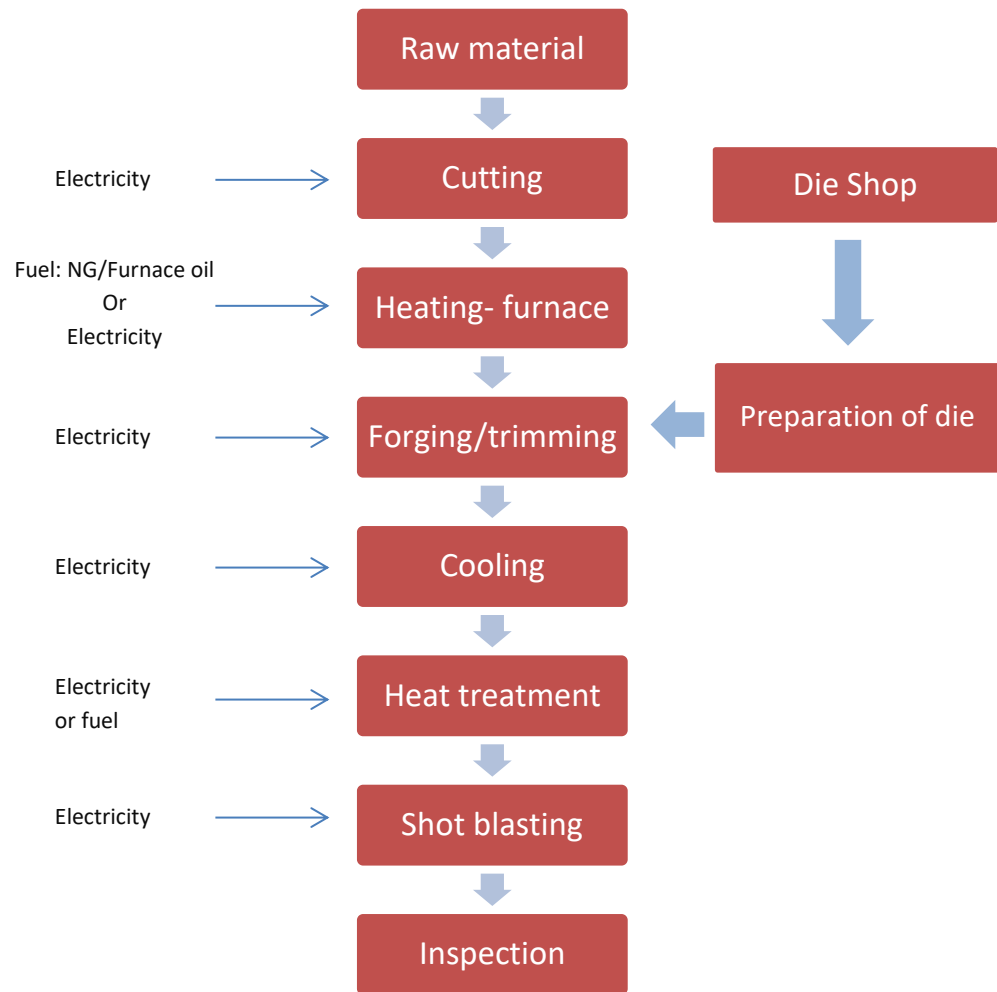 Raw material
Electricity
Cutting
Die Shop
Fuel: NG/Furnace oil
Or
Electricity
Heating- furnace
Electricity
Forging/trimming
Preparation of die
Electricity
Cooling
Electricity
or fuel
Heat treatment
Electricity
Shot blasting
Inspection